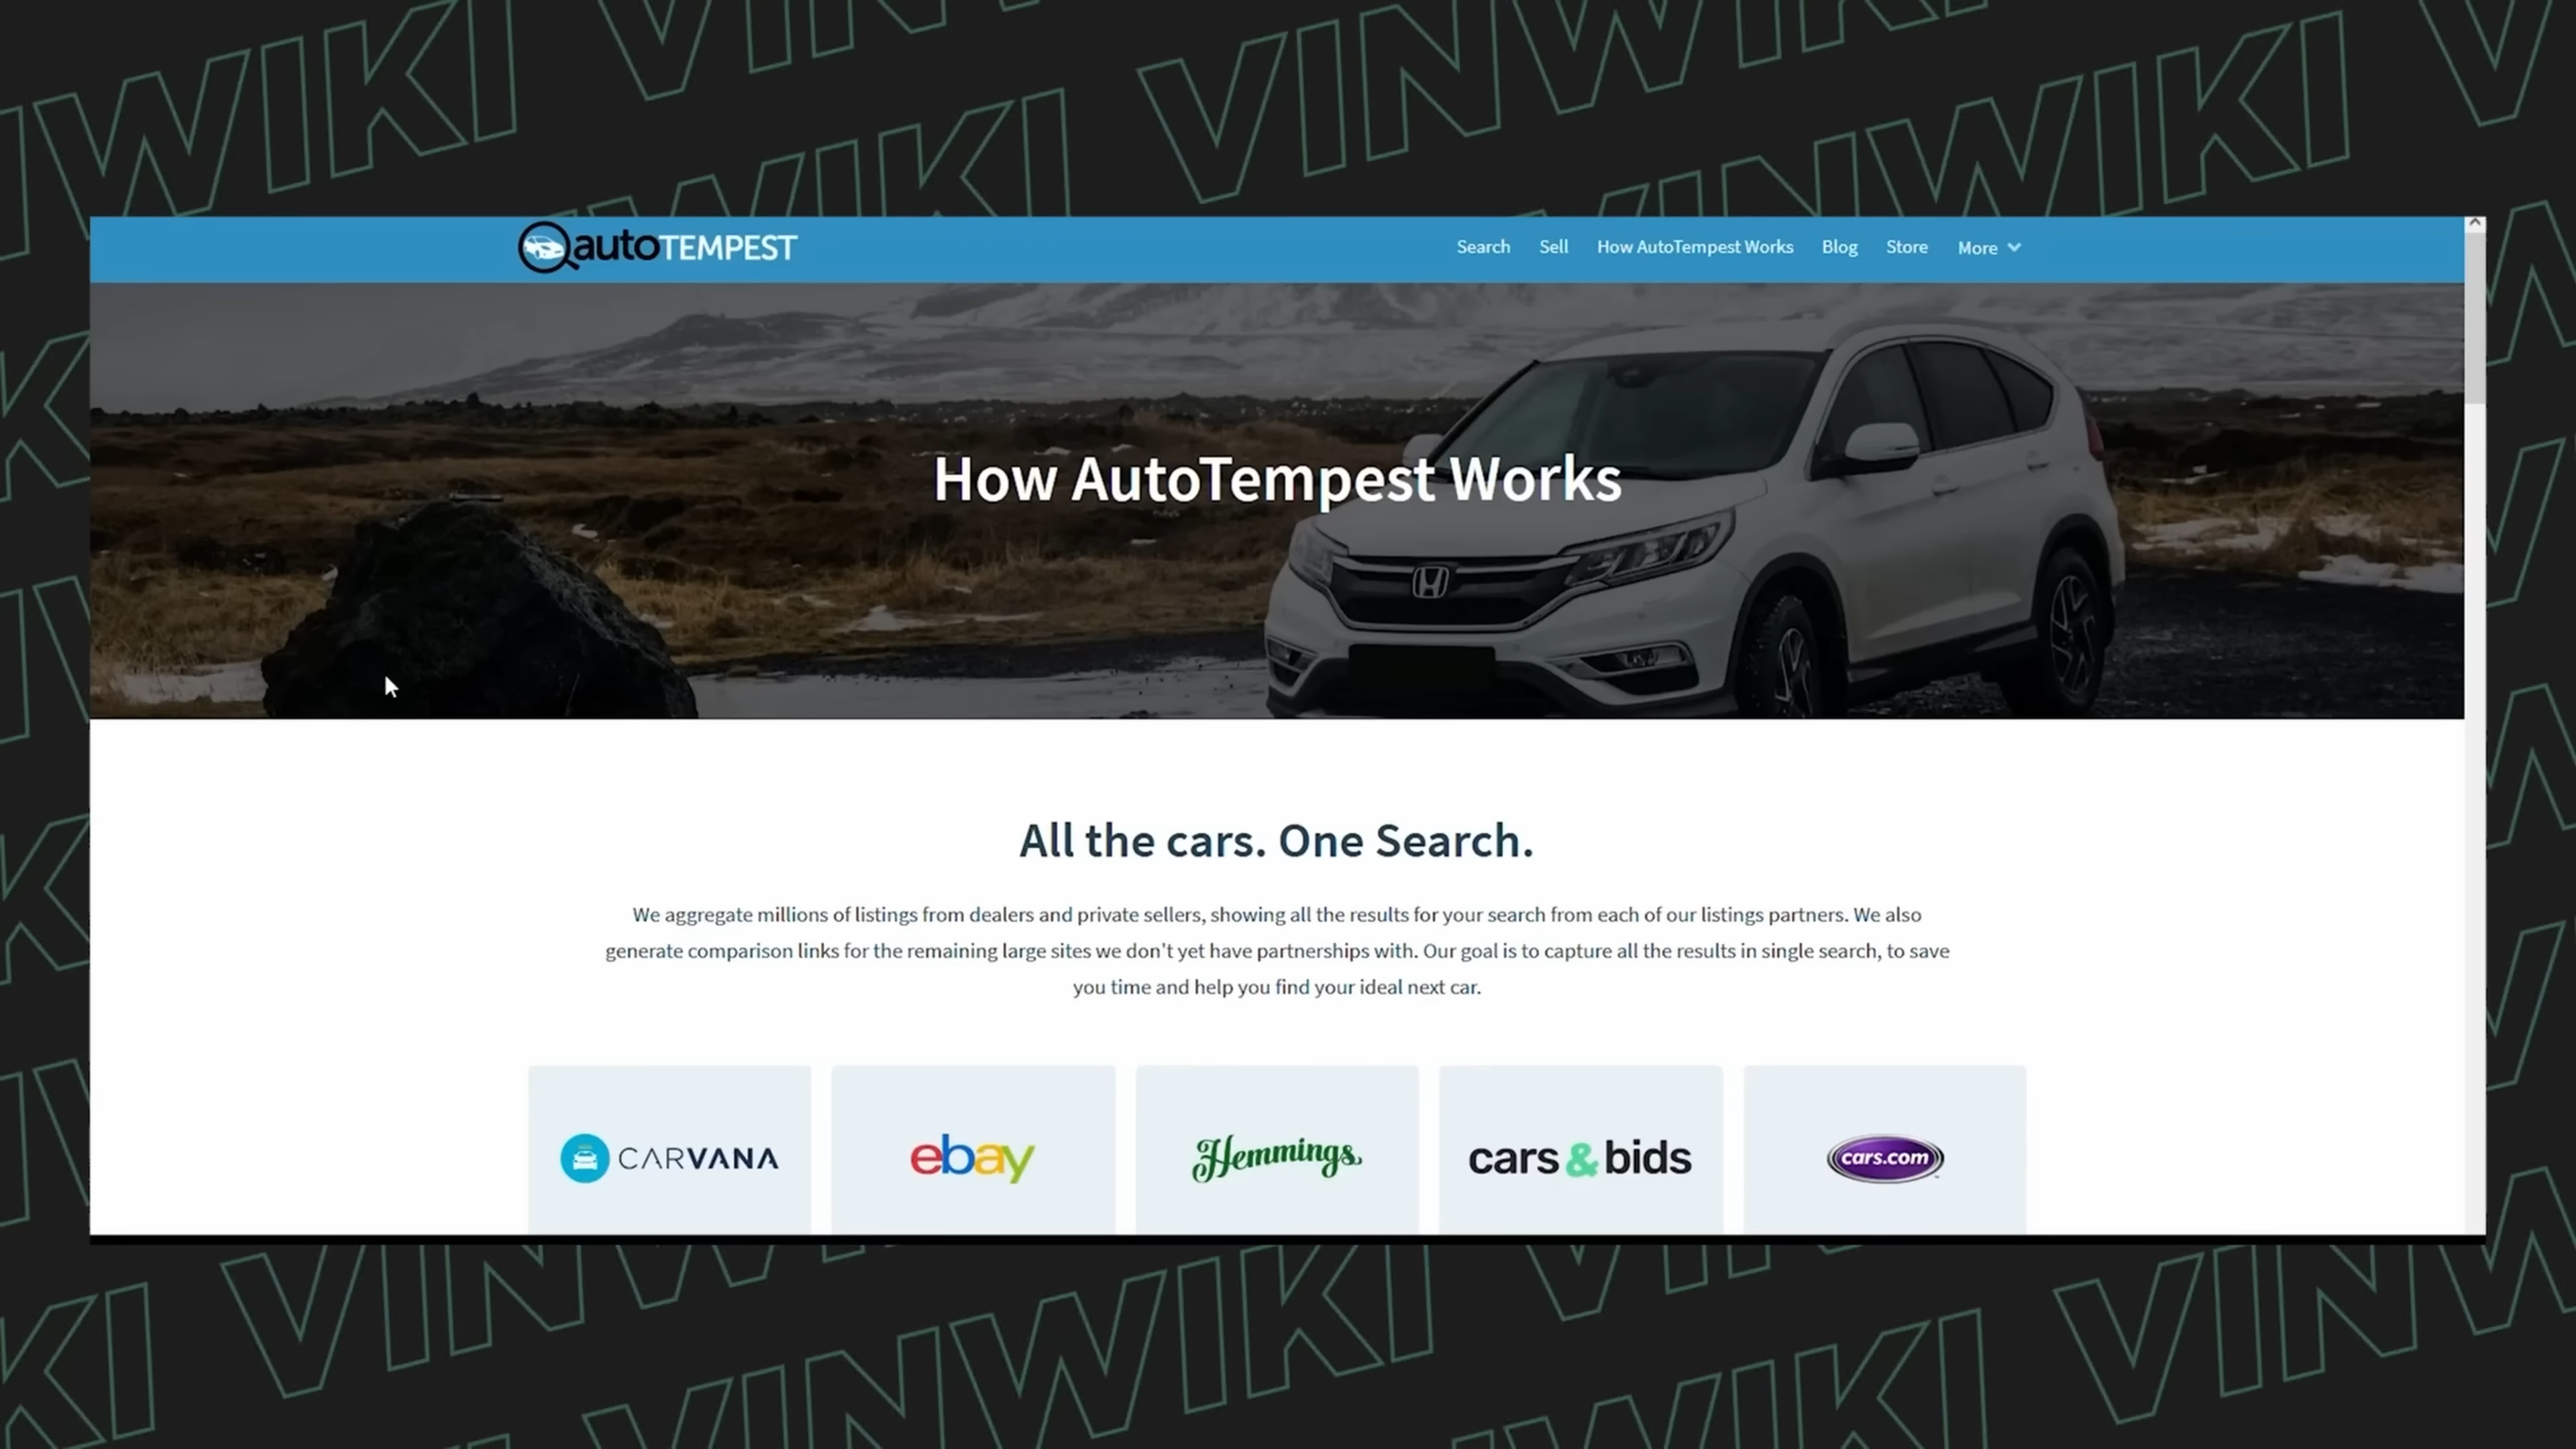 VINWIKI
autoTEMPEST
Search Sell How AutoTempest Works Blog Store More
How AutoTempest Works
All the cars. One Search.
We aggregate millions of listings from dealers and private sellers, showing all the results for your search from each of our listings partners. We also
generate comparison links for the remaining large sites we don't yet have partnerships with. Our goal is to capture all the results in single search, to save
you time and help you find your ideal next car.
CARVANA
ebay
Hemmings
cars & bids
cars.com
VINWIKI